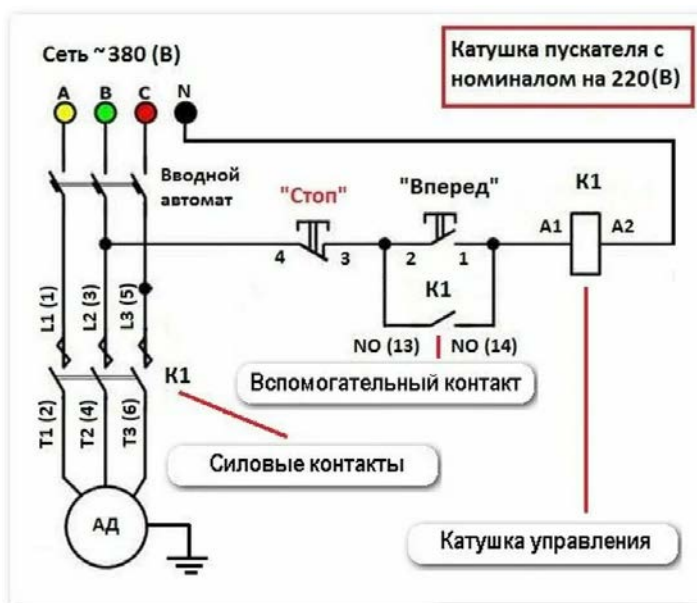 Сеть ~380 (В)
Катушка пускателя с
номиналом на 220(В)
A
B
C
N
Вводной
автомат
"Стоп"
"Вперед"
К1
A1
A2
4
3
2
1
К1
NO (13)
NO (14)
L1 (1)
L2 (3)
L3 (5)
Вспомогательный контакт
К1
T1 (2)
T2 (4)
T3 (6)
Силовые контакты
АД
Катушка управления